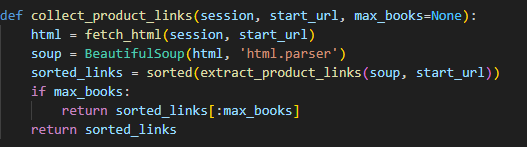 def collect_product_links(session, start_url, max_books=None):
    html = fetch_html(session, start_url)
    soup = BeautifulSoup(html, 'html.parser')
    sorted_links = sorted(extract_product_links(soup, start_url))
    if max_books:
        return sorted_links[:max_books]
    return sorted_links